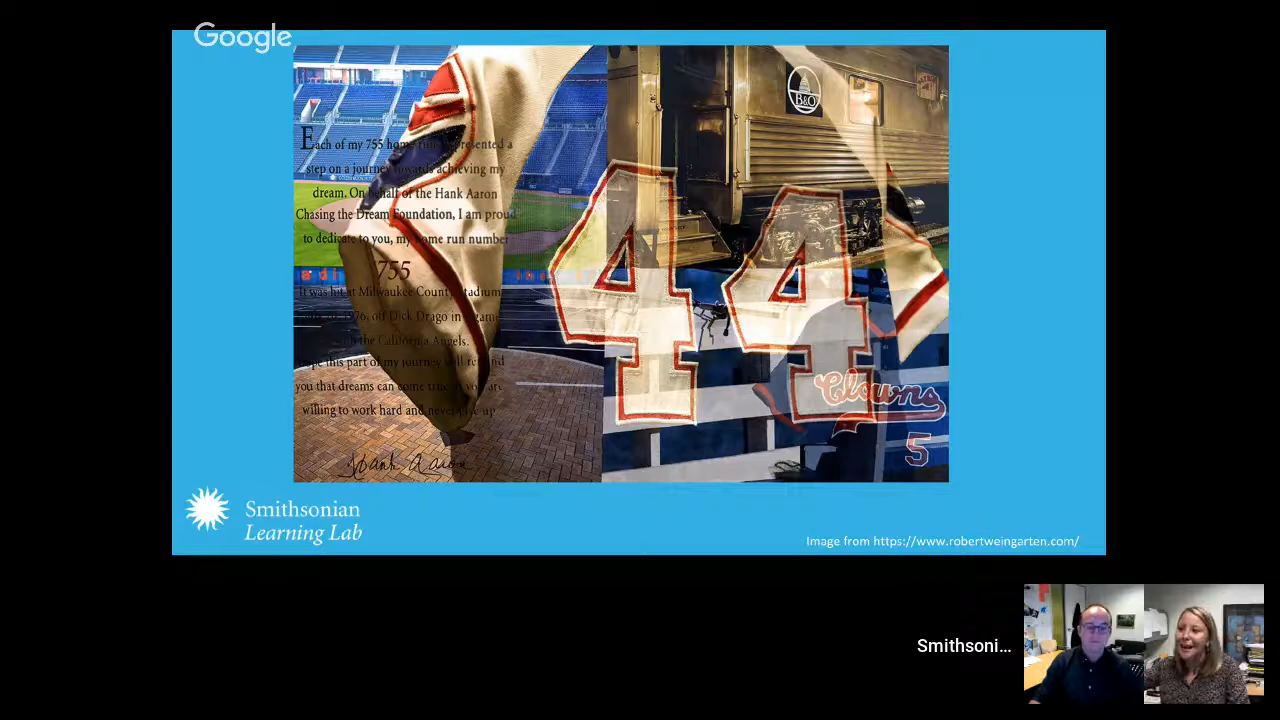 Google
Each of my 755 home runs represented a
step on a journey towards achieving my
dream. On behalf of the Hank Aaron
Chasing the Dream Foundation, I am proud
to dedicate to you, my home run number
755
It was hit at Milwaukee County Stadium
1976, off Dick Drago in game
the California Angels.
hope this part of my journey will remind
you that dreams can come true if you are
willing to work hard and never give up
Hank Aaron
B&O
44
Clowns
5
Smithsonian
Learning Lab
Image from https://www.robertweingarten.com/
Smithsoni...